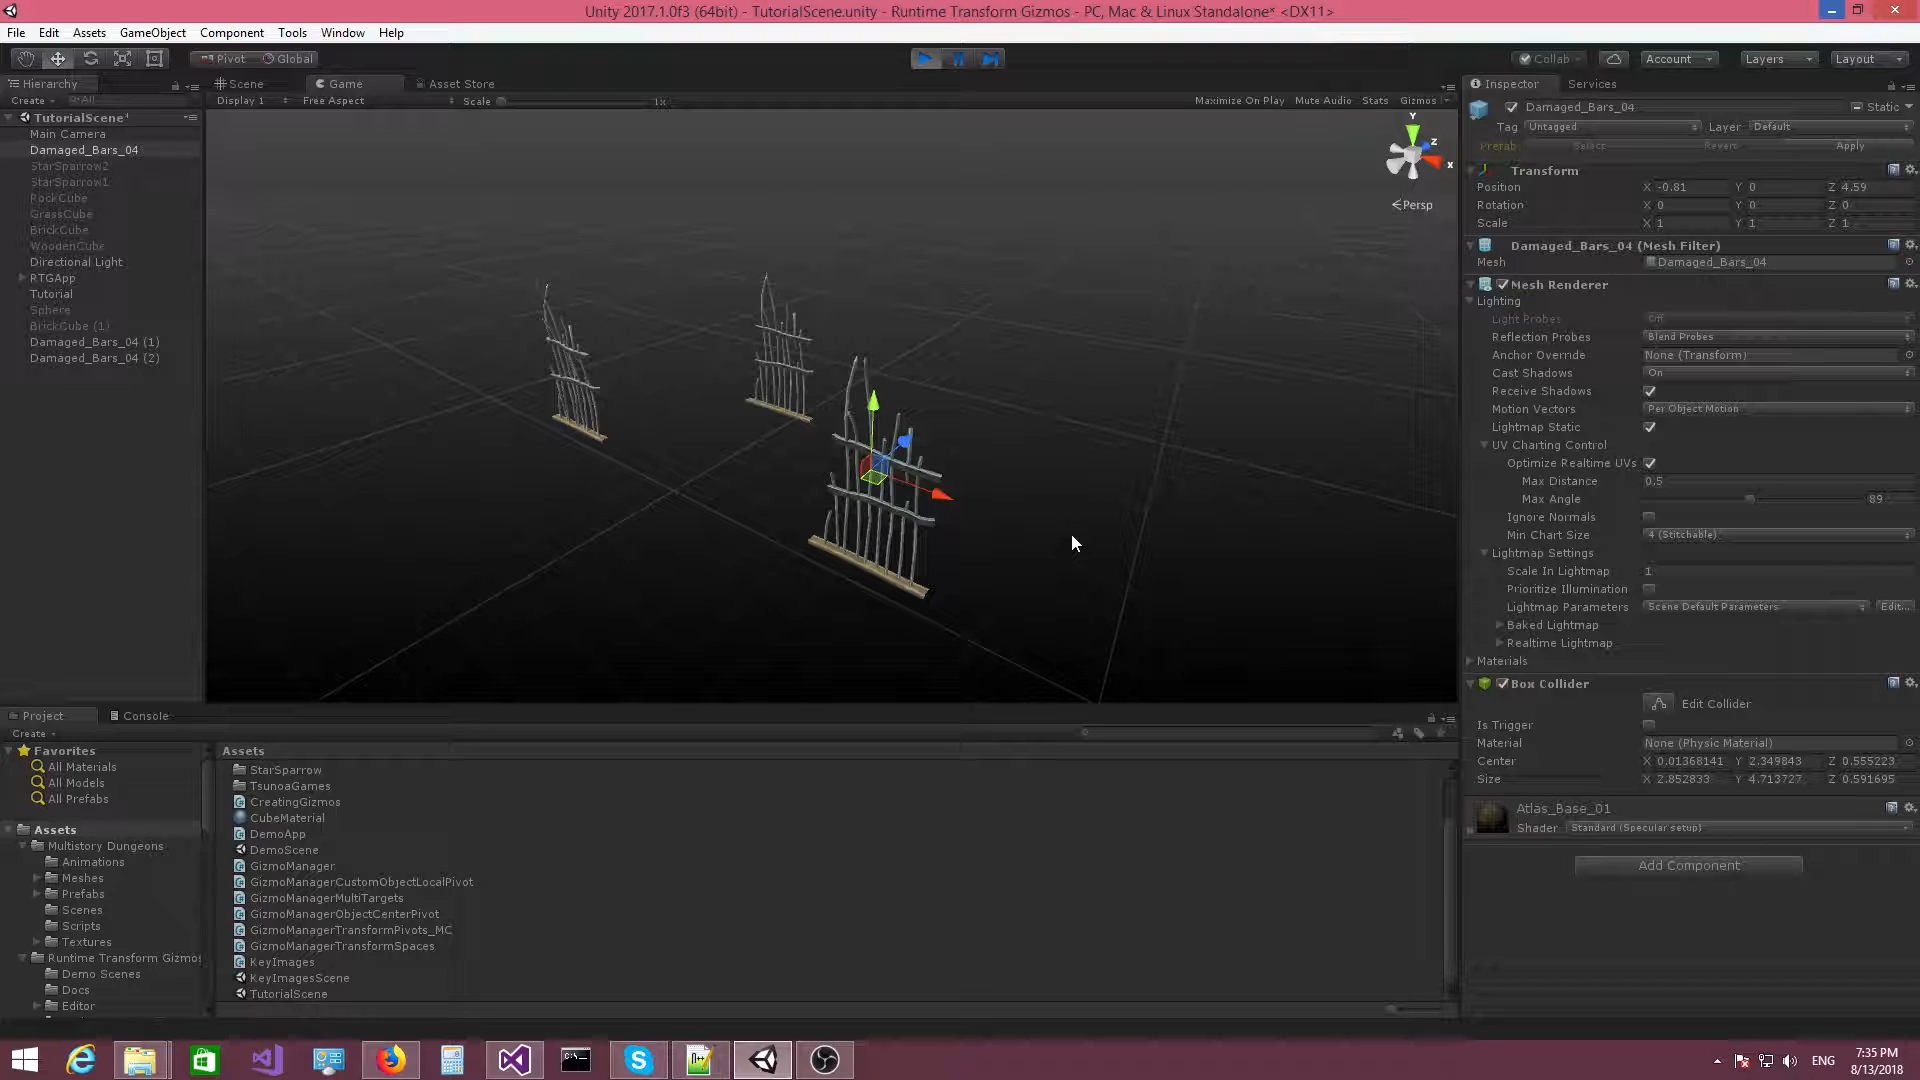 Unity 2017.1.0f3 (64bit) - TutorialScene.unity - Runtime Transform Gizmos - PC, Mac & Linux Standalone* <DX11>
File Edit Assets GameObject Component Tools Window Help
Pivot Global Collab Account Layers Layout
Hierarchy
Create All
TutorialScene*
Main Camera
Damaged_Bars_04
StarSparrow2
StarSparrow1
RockCube
GrassCube
BrickCube
WoodenCube
Directional Light
RTGApp
Tutorial
Sphere
BrickCube (1)
Damaged_Bars_04 (1)
Damaged_Bars_04 (2)
Scene Game Asset Store
Display 1 Free Aspect Scale 1x Maximize On Play Mute Audio Stats Gizmos
Y
Z
X
<Persp
Inspector Services
Damaged_Bars_04 Static
Tag Untagged Layer Default
Prefab Select Revert Apply
Transform
Position X -0.81 Y 0 Z 4.59
Rotation X 0 Y 0 Z 0
Scale X 1 Y 1 Z 1
Damaged_Bars_04 (Mesh Filter)
Mesh Damaged_Bars_04
Mesh Renderer
Lighting
Light Probes Off
Reflection Probes Blend Probes
Anchor Override None (Transform)
Cast Shadows On
Receive Shadows
Motion Vectors Per Object Motion
Lightmap Static
UV Charting Control
Optimize Realtime UVs
Max Distance 0.5
Max Angle 89
Ignore Normals
Min Chart Size 4 (Stitchable)
Lightmap Settings
Scale In Lightmap 1
Prioritize Illumination
Lightmap Parameters Scene Default Parameters Edit...
Baked Lightmap
Realtime Lightmap
Materials
Box Collider
Edit Collider
Is Trigger
Material None (Physic Material)
Center X 0.01368141 Y 2.349843 Z 0.555223
Size X 2.852833 Y 4.713727 Z 0.591695
Atlas_Base_01
Shader Standard (Specular setup)
Add Component
Project Console
Create
Favorites
All Materials
All Models
All Prefabs
Assets
Multistory Dungeons
Animations
Meshes
Prefabs
Scenes
Scripts
Textures
Runtime Transform Gizmos
Demo Scenes
Docs
Editor
Assets
StarSparrow
TsunoaGames
CreatingGizmos
CubeMaterial
DemoApp
DemoScene
GizmoManager
GizmoManagerCustomObjectLocalPivot
GizmoManagerMultiTargets
GizmoManagerObjectCenterPivot
GizmoManagerTransformPivots_MC
GizmoManagerTransformSpaces
KeyImages
KeyImagesScene
TutorialScene
ENG
7:35 PM
8/13/2018